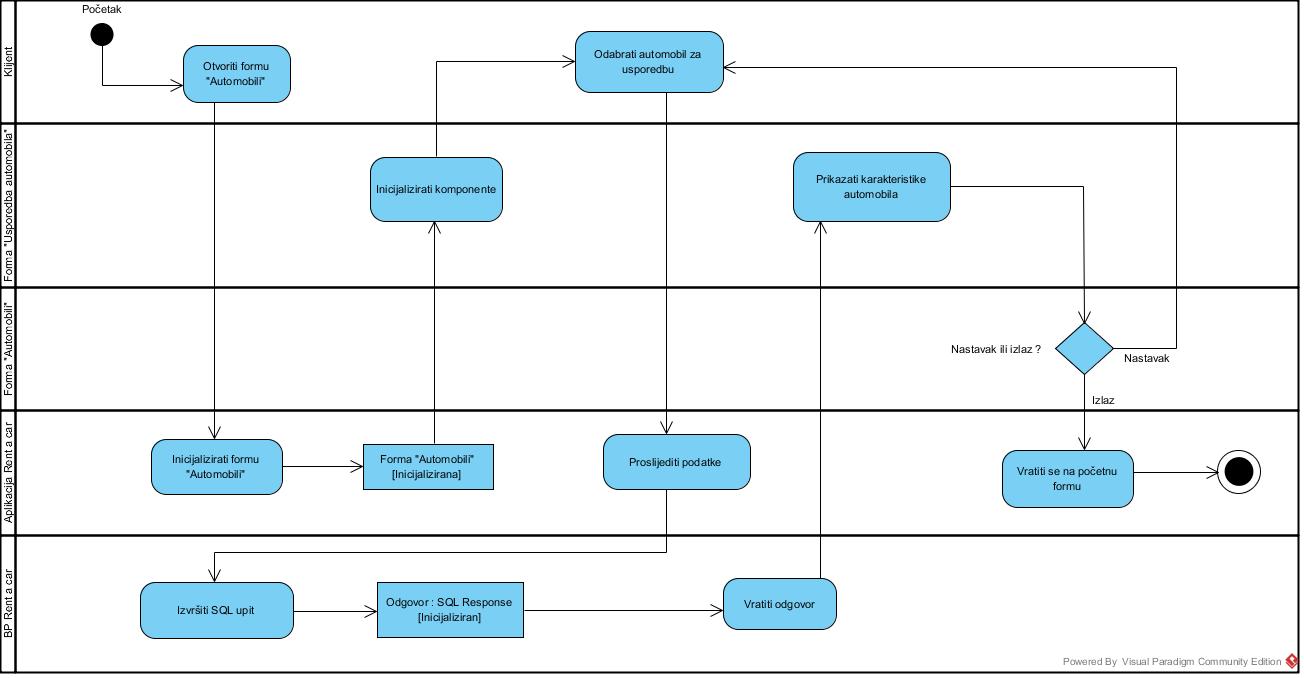 Početak
Klijent
Otvoriti formu
"Automobili"
Odabrati automobil za
usporedbu
Forma "Usporedba automobila"
Inicijalizirati komponente
Prikazati karakteristike
automobila
Forma "Automobili"
Nastavak ili izlaz ?
Nastavak
Izlaz
Aplikacija Rent a car
Inicijalizirati formu
"Automobili"
Forma "Automobili"
[Inicijalizirana]
Proslijediti podatke
Vratiti se na početnu
formu
BP Rent a car
Izvršiti SQL upit
Odgovor : SQL Response
[Inicijaliziran]
Vratiti odgovor
Powered By Visual Paradigm Community Edition